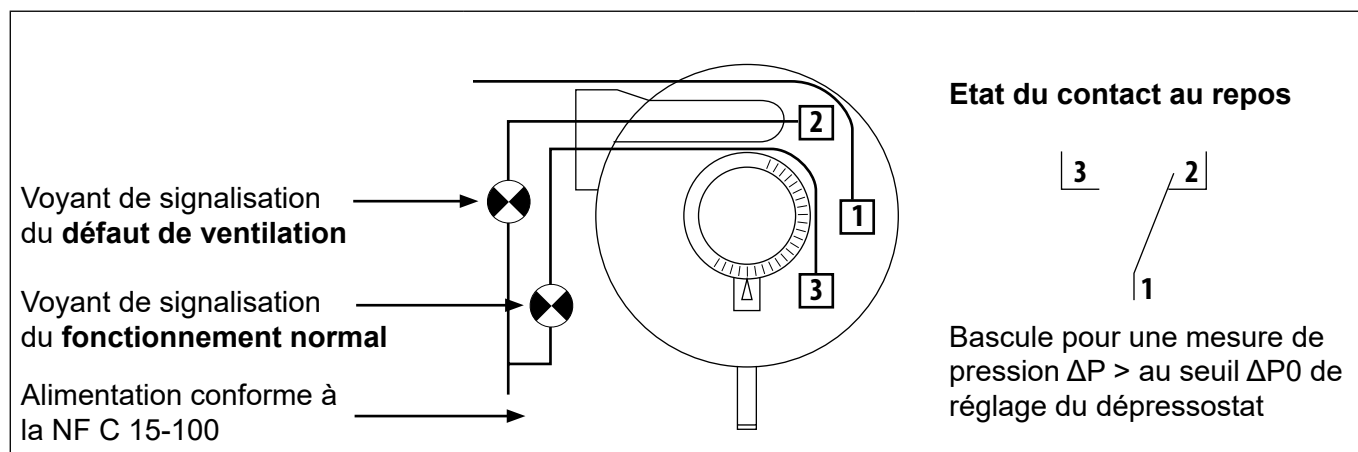 Voyant de signalisation
du défaut de ventilation
Voyant de signalisation
du fonctionnement normal
Alimentation conforme à
la NF C 15-100
2
1
3
Etat du contact au repos
3
2
1
Bascule pour une mesure de
pression ΔP > au seuil ΔP0 de
réglage du dépressostat